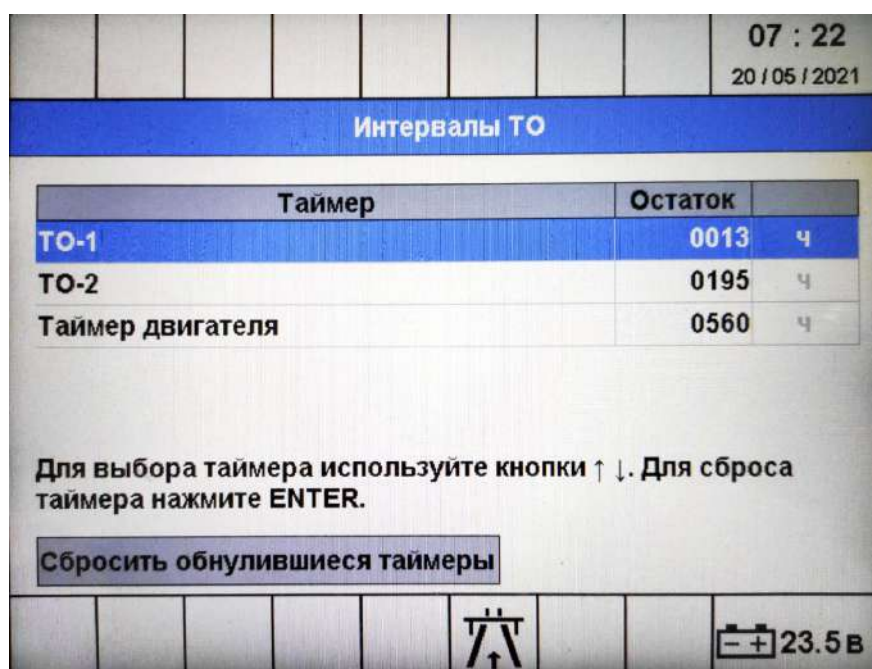 07 : 22
20 / 05 / 2021
Интервалы ТО
Таймер Остаток
ТО-1 0013 ч
ТО-2 0195 ч
Таймер двигателя 0560 ч
Для выбора таймера используйте кнопки ↑ ↓. Для сброса
таймера нажмите ENTER.
Сбросить обнулившиеся таймеры
- + 23.5 в